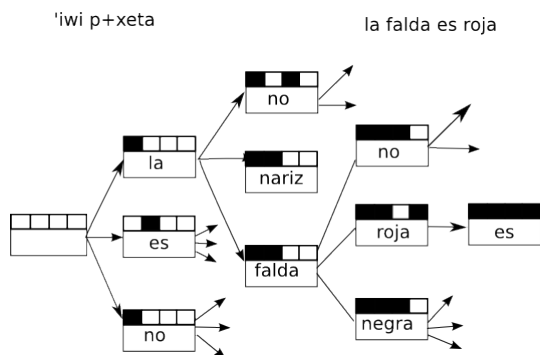 'iwi p+xeta
la falda es roja
no
la
no
nariz
es
roja
es
falda
no
negra